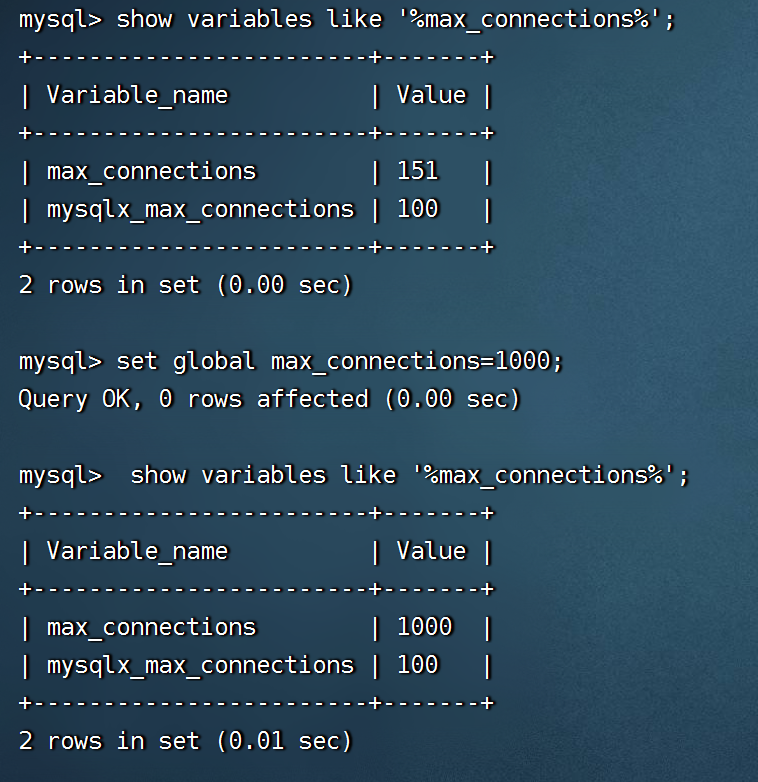 mysql> show variables like '%max_connections%';
+------------------------+-------+
| Variable_name          | Value |
+------------------------+-------+
| max_connections        | 151   |
| mysqlx_max_connections | 100   |
+------------------------+-------+
2 rows in set (0.00 sec)

mysql> set global max_connections=1000;
Query OK, 0 rows affected (0.00 sec)

mysql>  show variables like '%max_connections%';
+------------------------+-------+
| Variable_name          | Value |
+------------------------+-------+
| max_connections        | 1000  |
| mysqlx_max_connections | 100   |
+------------------------+-------+
2 rows in set (0.01 sec)